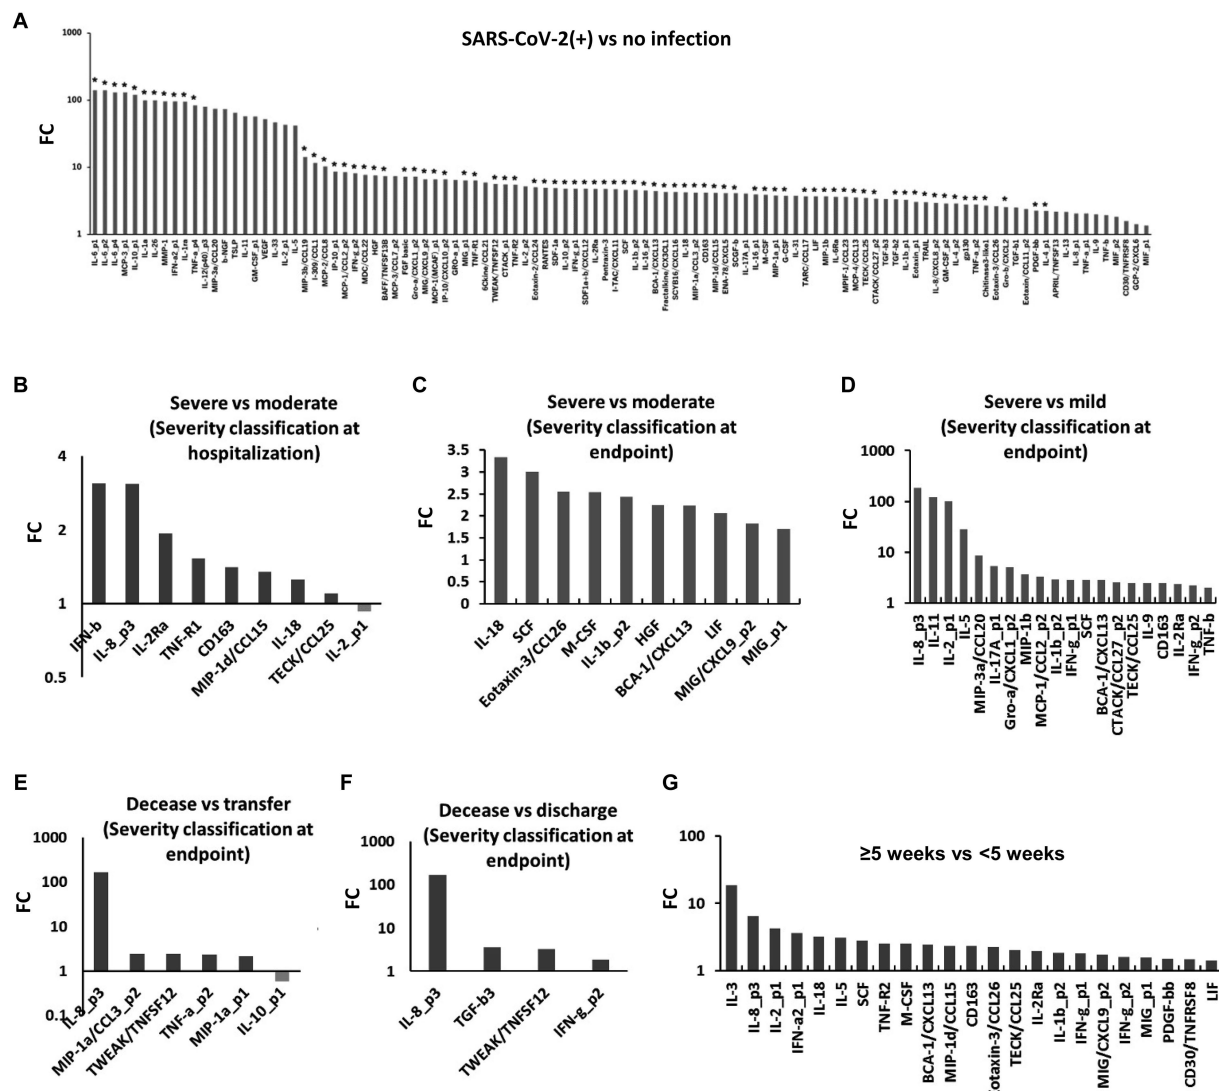 A
SARS-CoV-2(+) vs no infection
FC
1000
100
10
1
IL-6_p1
IL-6_p2
IL-6_p4
MCP-3_p1
IL-10_p1
IL-1a
IL-26
MMP-1
IFN-a2_p1
IL-1ra
TNF-a_p4
IL-12(p40)_p3
MIP-3a/CCL20
b-NGF
TSLP
IL-11
GM-CSF_p1
VEGF
IL-33
IL-2_p1
IL-5
MIP-3b/CCL19
I-309/CCL1
MCP-2/CCL8
IP-10_p1
MCP-1/CCL2_p2
IFN-g_p2
MDC/CCL22
HGF
BAFF/TNFSF13B
MCP-3/CCL7_p2
FGF basic
Gro-a/CXCL1_p2
MIG/CXCL9_p2
MCP-1(MCAF)_p1
IP-10/CXCL10_p2
GRO-a_p1
MIG_p1
TNF-R1
6Ckine/CCL21
TWEAK/TNFSF12
CTACK_p1
TNF-R2
IL-2_p2
Eotaxin-2/CCL24
RANTES
SDF-1a
IL-10_p2
IFN-g_p1
SDF1a+b/CXCL12
IL-2Ra
Pentraxin-3
I-TAC/CXCL11
SCF
IL-1b_p2
IL-16_p2
BCA-1/CXCL13
Fractalkine/CX3CL1
SCYB16/CXCL16
IL-18
MIP-1a/CCL3_p2
CD163
MIP-1d/CCL15
ENA-78/CXCL5
SCGF-b
IL-17A_p1
IL-16_p1
M-CSF
MIP-1a_p1
G-CSF
IL-31
TARC/CCL17
LIF
MIP-1b
IL-6Ra
MPIF-1/CCL23
MCP-4/CCL13
TECK/CCL25
CTACK/CCL27_p2
TGF-b3
TGF-b2
IL-1b_p1
Eotaxin_p1
TRAIL
IL-8/CXCL8_p2
GM-CSF_p2
IL-4_p2
gp130
TNF-a_p2
Chitinase3-like1
Eotaxin-3/CCL26
Gro-b/CXCL2
TGF-b1
Eotaxin/CCL11_p2
PDGF-bb
IL-4_p1
APRIL/TNFSF13
IL-13
IL-8_p1
TNF-a_p1
IL-9
TNF-b
MIF_p2
CD30/TNFRSF8
GCP-2/CXCL6
MIF_p1
B
Severe vs moderate
(Severity classification at
hospitalization)
FC
4
2
1
0.5
IFN-b
IL-8_p3
IL-2Ra
TNF-R1
CD163
MIP-1d/CCL15
IL-18
TECK/CCL25
IL-2_p1
C
Severe vs moderate
(Severity classification at
endpoint)
FC
3.5
3
2.5
2
1.5
1
0.5
0
IL-18
SCF
Eotaxin-3/CCL26
M-CSF
IL-1b_p2
HGF
BCA-1/CXCL13
LIF
MIG/CXCL9_p2
MIG_p1
D
Severe vs mild
(Severity classification at
endpoint)
FC
1000
100
10
1
IL-8_p3
IL-11
IL-2_p1
IL-5
MIP-3a/CCL20
IL-17A_p1
Gro-a/CXCL1_p2
MIP-1b
MCP-1/CCL2_p2
IL-1b_p2
IFN-g_p1
SCF
BCA-1/CXCL13
CTACK/CCL27_p2
TECK/CCL25
IL-9
CD163
IL-2Ra
IFN-g_p2
TNF-b
E
Decease vs transfer
(Severity classification at
endpoint)
FC
1000
100
10
1
0.1
IL-8_p3
MIP-1a/CCL3_p2
TWEAK/TNFSF12
TNF-a_p2
MIP-1a_p1
IL-10_p1
F
Decease vs discharge
(Severity classification at
endpoint)
FC
1000
100
10
1
IL-8_p3
TGF-b3
TWEAK/TNFSF12
IFN-g_p2
G
≥5 weeks vs <5 weeks
FC
100
10
1
IL-3
IL-8_p3
IL-2_p1
IFN-a2_p1
IL-18
IL-5
SCF
TNF-R2
M-CSF
BCA-1/CXCL13
MIP-1d/CCL15
CD163
Eotaxin-3/CCL26
TECK/CCL25
IL-2Ra
IL-1b_p2
IFN-g_p1
MIG/CXCL9_p2
IFN-g_p2
MIG_p1
PDGF-bb
CD30/TNFRSF8
LIF